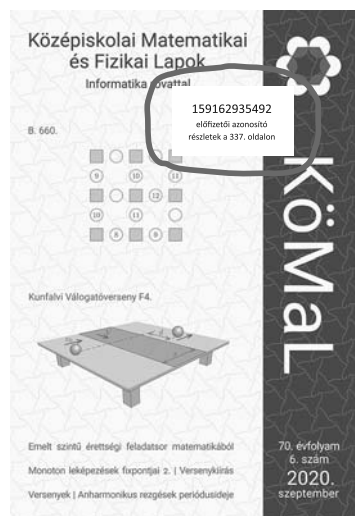 Középiskolai Matematikai
és Fizikai Lapok
Informatika rovattal
159162935492
előfizetői azonosító
részletek a 337. oldalon
B. 660.
9 10 11
12
10 11
8 9
KöMaL
Kunfalvi Válogatóverseny F4.
Emelt szintű érettségi feladatsor matematikából
Monoton leképezések fixpontjai 2. | Versenykiírás
Versenyek | Anharmonikus rezgések periódusideje
70. évfolyam
6. szám
2020.
szeptember